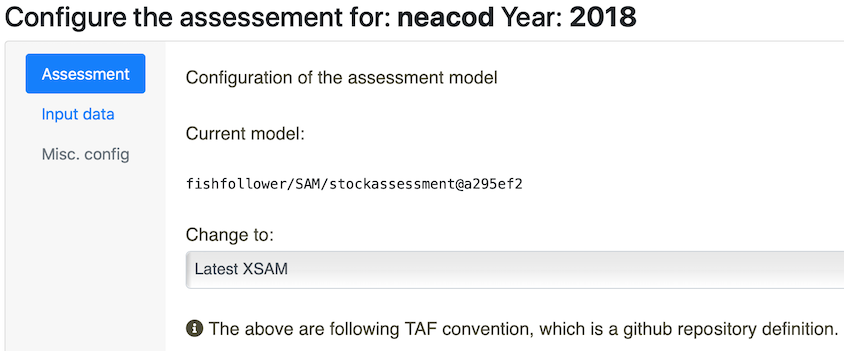 Configure the assessement for: neacod Year: 2018
Assessment
Input data
Misc. config
Configuration of the assessment model
Current model:
fishfollower/SAM/stockassessment@a295ef2
Change to:
Latest XSAM
The above are following TAF convention, which is a github repository definition.